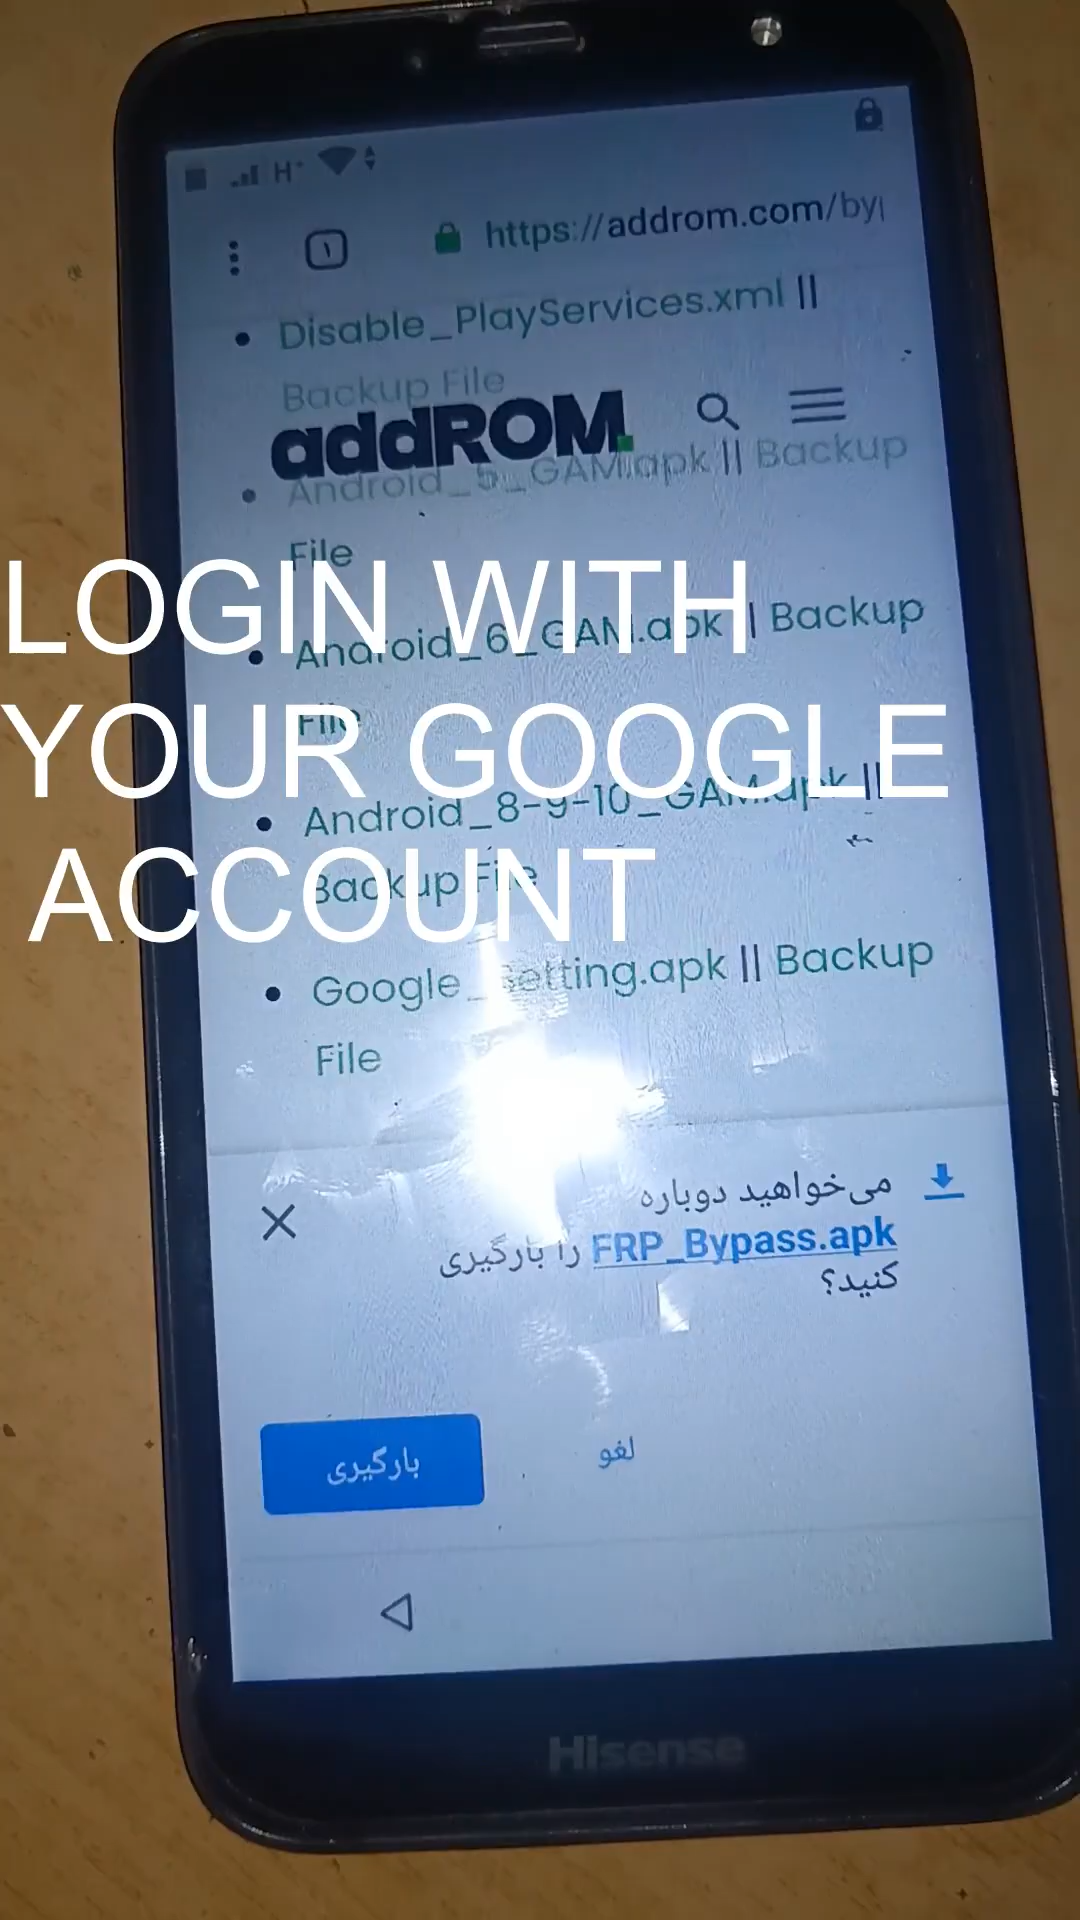 H+
https://addrom.com/by
1
Disable_PlayServices.xml ||
Backup File
addROM.
Android_5_GAM.apk || Backup
File
LOGIN WITH
Android_6_GAM.apk || Backup
File
YOUR GOOGLE
Android_8-9-10_GAM.apk ||
Backup File
ACCOUNT
Google_Setting.apk || Backup
File
می‌خواهید دوباره
FRP_Bypass.apk را بارگیری
کنید؟
بارگیری
لغو
Hisense